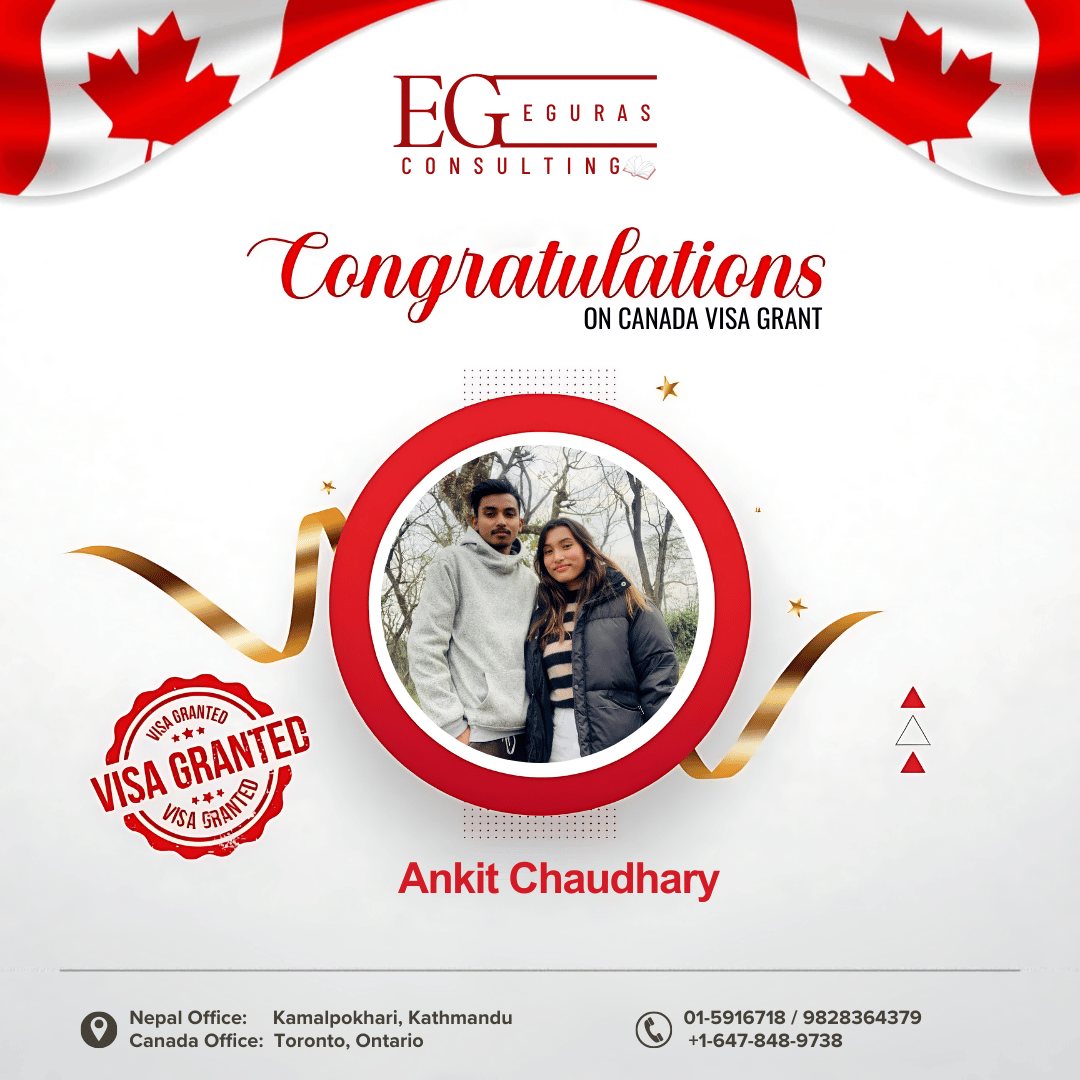 EG EGURAS
CONSULTING
Congratulations
ON CANADA VISA GRANT
VISA GRANTED
VISA GRANTED
VISA GRANTED
Ankit Chaudhary
Nepal Office: Kamalpokhari, Kathmandu
Canada Office: Toronto, Ontario
01-5916718 / 9828364379
+1-647-848-9738